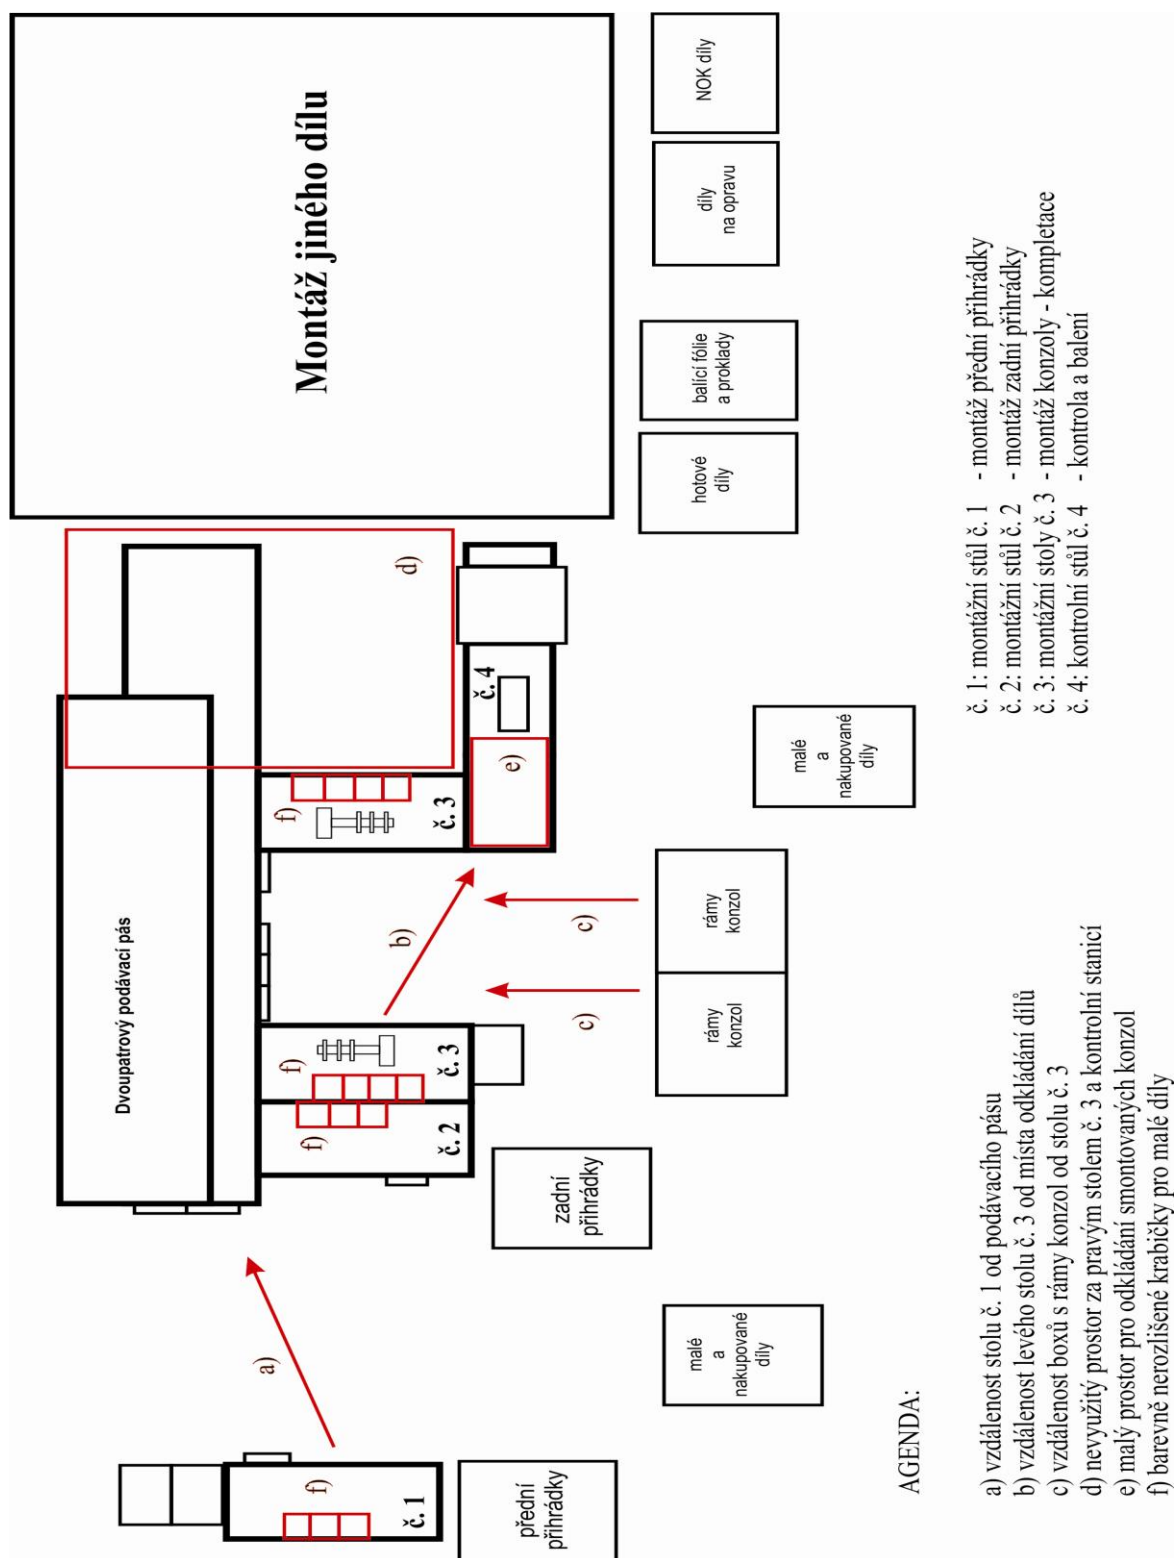 Dvoupatrový podávací pás
Montáž jiného dílu
a)
f)
f)
f)
f)
b)
d)
č. 1
č. 2
č. 3
č. 3
č. 4
e)
přední
přihrádky
zadní
přihrádky
c)
c)
malé
a
nakupované
díly
rámy
konzol
rámy
konzol
malé
a
nakupované
díly
hotové
díly
balící fólie
a proklady
díly
na opravu
NOK díly
AGENDA:
a) vzdálenost stolu č. 1 od podávacího pásu
b) vzdálenost levého stolu č. 3 od místa odkládání dílů
c) vzdálenost boxů s rámy konzol od stolu č. 3
d) nevyužitý prostor za pravým stolem č. 3 a kontrolní stanicí
e) malý prostor pro odkládání smontovaných konzol
f) barevně nerozlišené krabičky pro malé díly
č. 1: montážní stůl č. 1 - montáž přední přihrádky
č. 2: montážní stůl č. 2 - montáž zadní přihrádky
č. 3: montážní stoly č. 3 - montáž konzoly - kompletace
č. 4: kontrolní stůl č. 4 - kontrola a balení